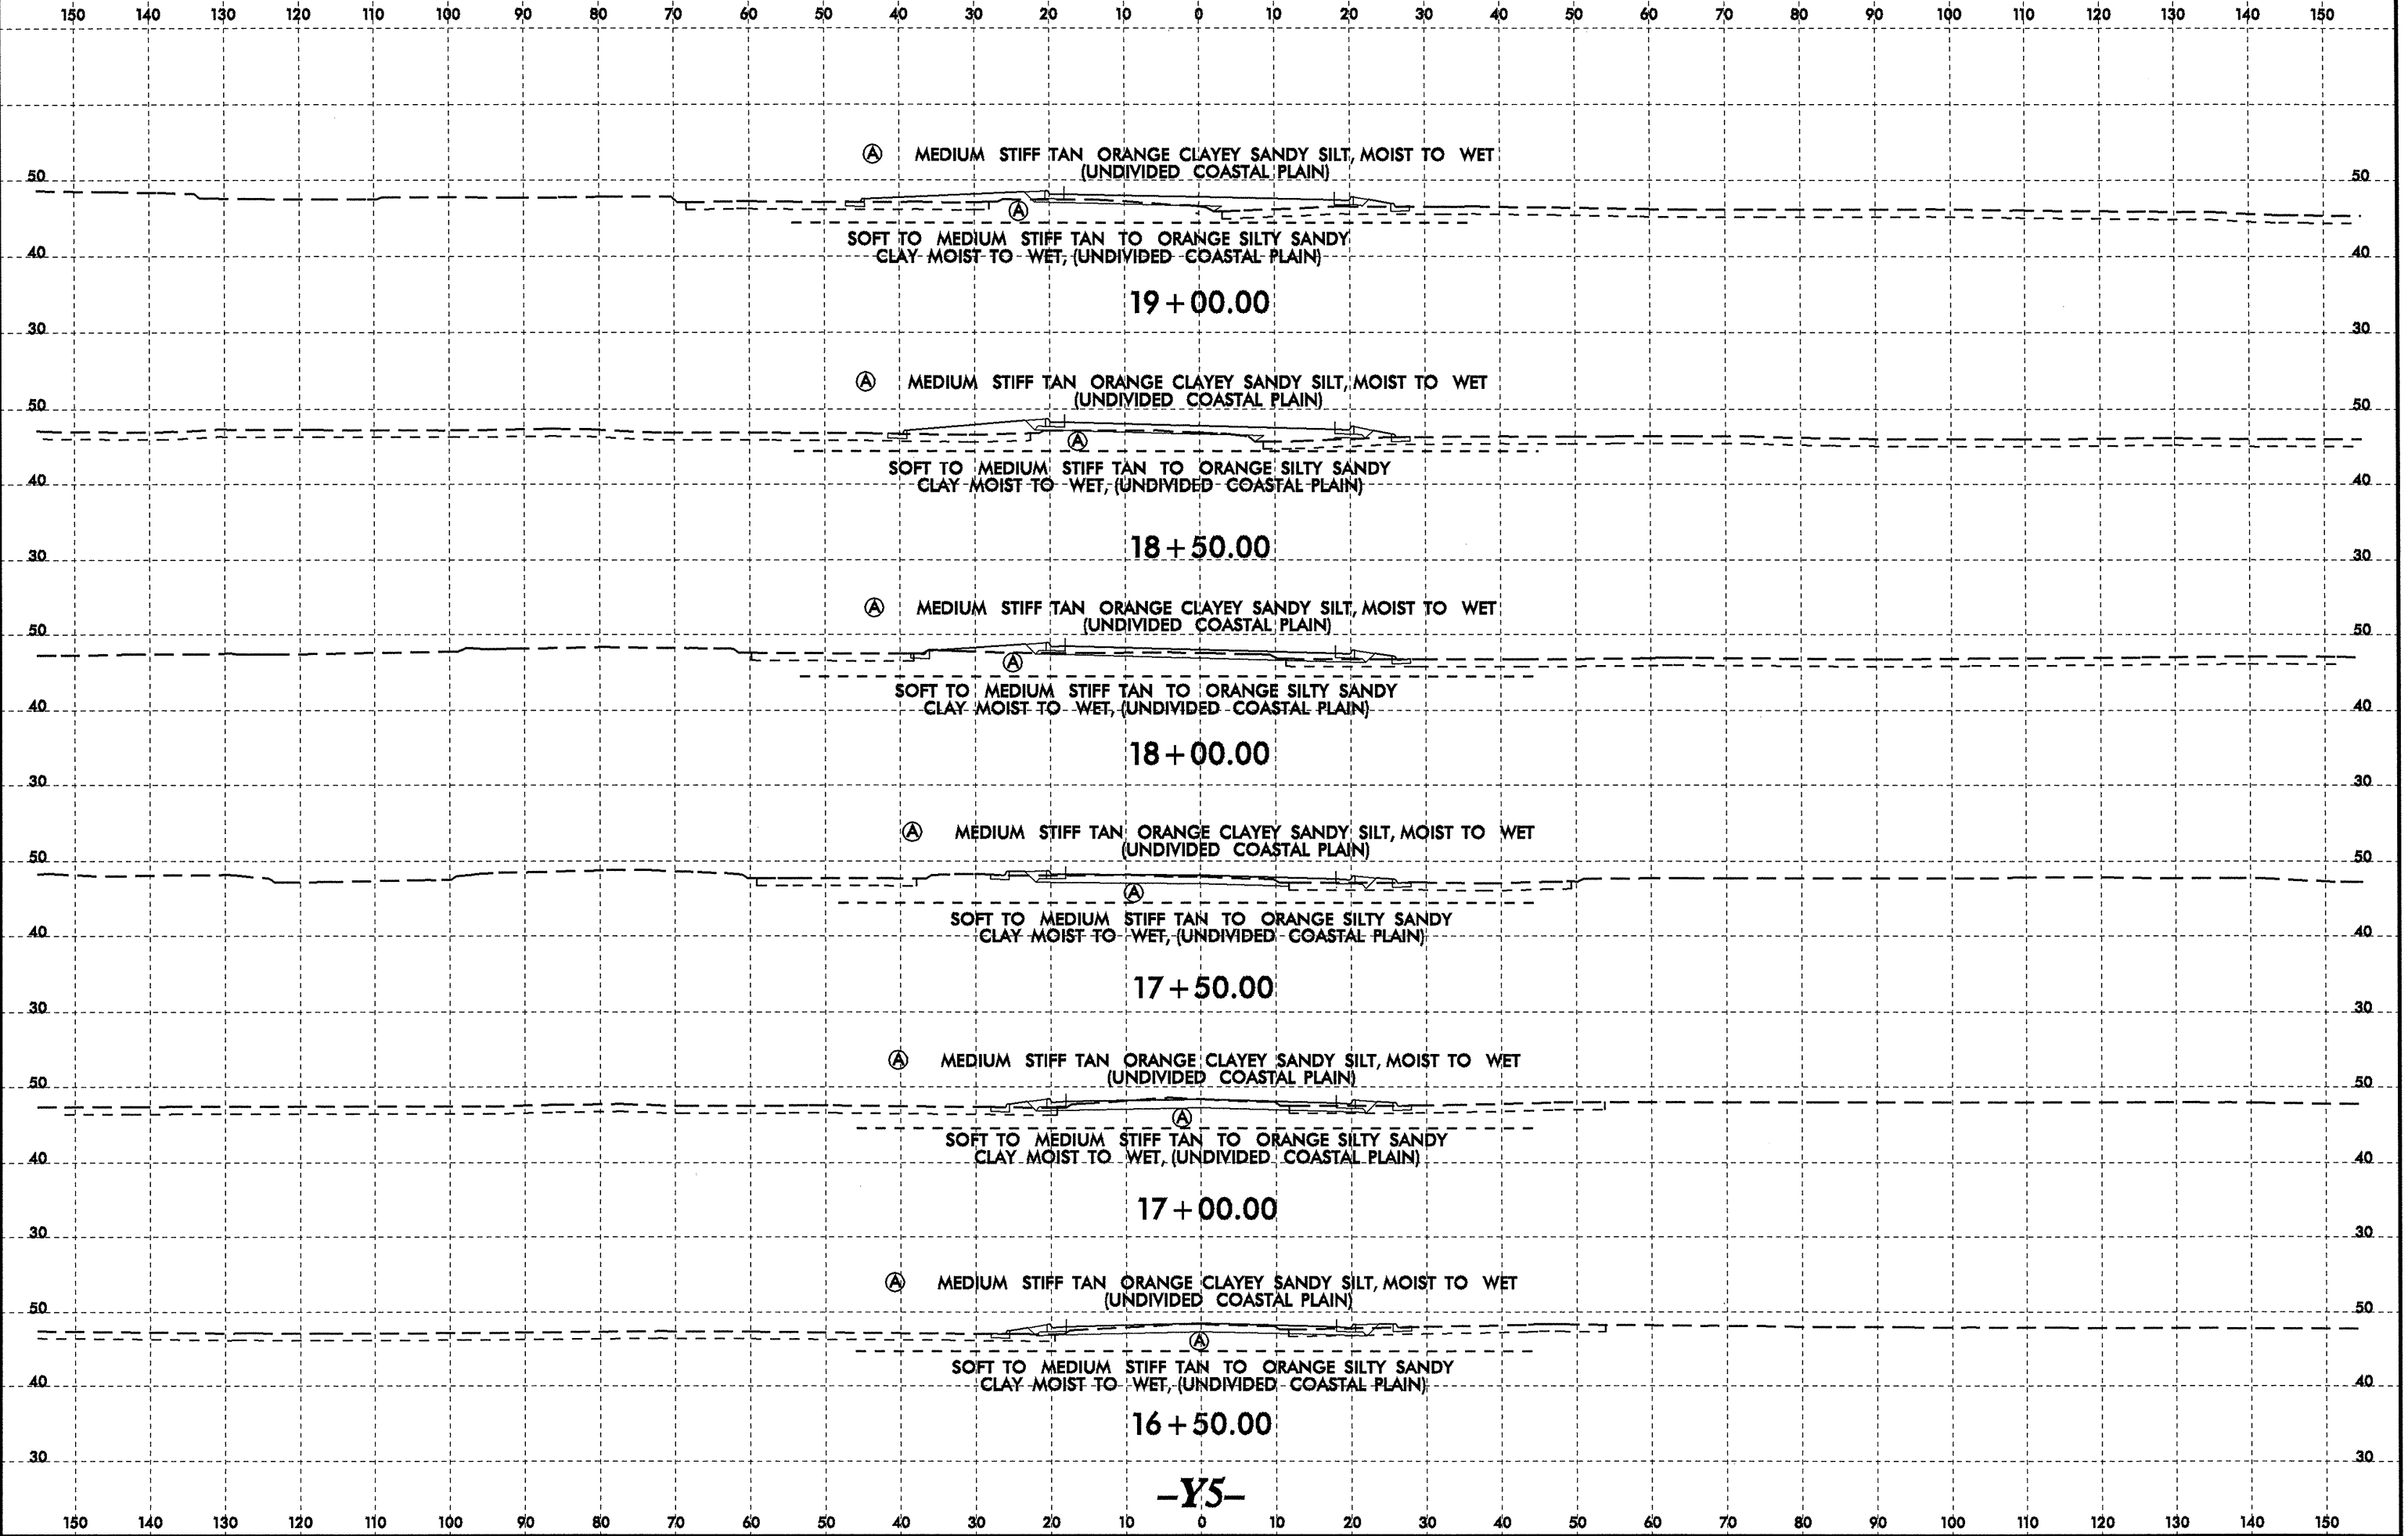 150 140 130 120 110 100 90 80 70 60 50 40 30 20 10 0 10 20 30 40 50 60 70 80 90 100 110 120 130 140 150
Ⓐ MEDIUM STIFF TAN ORANGE CLAYEY SANDY SILT, MOIST TO WET
(UNDIVIDED COASTAL PLAIN)
50 50
Ⓐ
SOFT TO MEDIUM STIFF TAN TO ORANGE SILTY SANDY
CLAY MOIST TO WET, (UNDIVIDED COASTAL PLAIN)
40 40
19+00.00
30 30
Ⓐ MEDIUM STIFF TAN ORANGE CLAYEY SANDY SILT, MOIST TO WET
(UNDIVIDED COASTAL PLAIN)
50 50
Ⓐ
SOFT TO MEDIUM STIFF TAN TO ORANGE SILTY SANDY
CLAY MOIST TO WET, (UNDIVIDED COASTAL PLAIN)
40 40
18+50.00
30 30
Ⓐ MEDIUM STIFF TAN ORANGE CLAYEY SANDY SILT, MOIST TO WET
(UNDIVIDED COASTAL PLAIN)
50 50
Ⓐ
SOFT TO MEDIUM STIFF TAN TO ORANGE SILTY SANDY
CLAY MOIST TO WET, (UNDIVIDED COASTAL PLAIN)
40 40
18+00.00
30 30
Ⓐ MEDIUM STIFF TAN ORANGE CLAYEY SANDY SILT, MOIST TO WET
(UNDIVIDED COASTAL PLAIN)
50 50
Ⓐ
SOFT TO MEDIUM STIFF TAN TO ORANGE SILTY SANDY
CLAY MOIST TO WET, (UNDIVIDED COASTAL PLAIN)
40 40
17+50.00
30 30
Ⓐ MEDIUM STIFF TAN ORANGE CLAYEY SANDY SILT, MOIST TO WET
(UNDIVIDED COASTAL PLAIN)
50 50
Ⓐ
SOFT TO MEDIUM STIFF TAN TO ORANGE SILTY SANDY
CLAY MOIST TO WET, (UNDIVIDED COASTAL PLAIN)
40 40
17+00.00
30 30
Ⓐ MEDIUM STIFF TAN ORANGE CLAYEY SANDY SILT, MOIST TO WET
(UNDIVIDED COASTAL PLAIN)
50 50
Ⓐ
SOFT TO MEDIUM STIFF TAN TO ORANGE SILTY SANDY
CLAY MOIST TO WET, (UNDIVIDED COASTAL PLAIN)
40 40
16+50.00
30 30
-Y5-
150 140 130 120 110 100 90 80 70 60 50 40 30 20 10 0 10 20 30 40 50 60 70 80 90 100 110 120 130 140 150